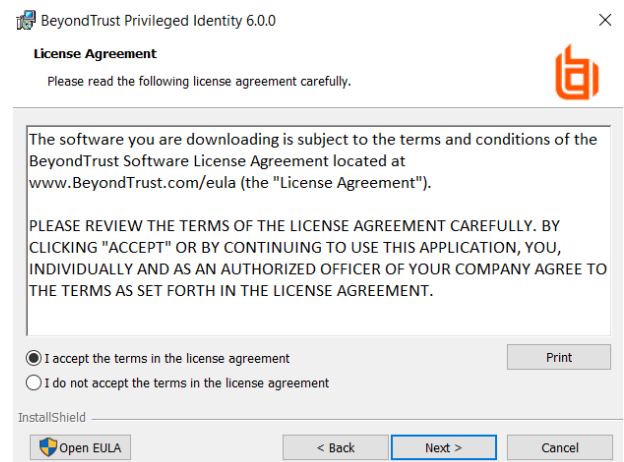 BeyondTrust Privileged Identity 6.0.0
License Agreement
Please read the following license agreement carefully.
The software you are downloading is subject to the terms and conditions of the
BeyondTrust Software License Agreement located at
www.BeyondTrust.com/eula (the "License Agreement").
PLEASE REVIEW THE TERMS OF THE LICENSE AGREEMENT CAREFULLY. BY
CLICKING "ACCEPT" OR BY CONTINUING TO USE THIS APPLICATION, YOU,
INDIVIDUALLY AND AS AN AUTHORIZED OFFICER OF YOUR COMPANY AGREE TO
THE TERMS AS SET FORTH IN THE LICENSE AGREEMENT.
I accept the terms in the license agreement
Print
I do not accept the terms in the license agreement
InstallShield
Open EULA
< Back
Next >
Cancel